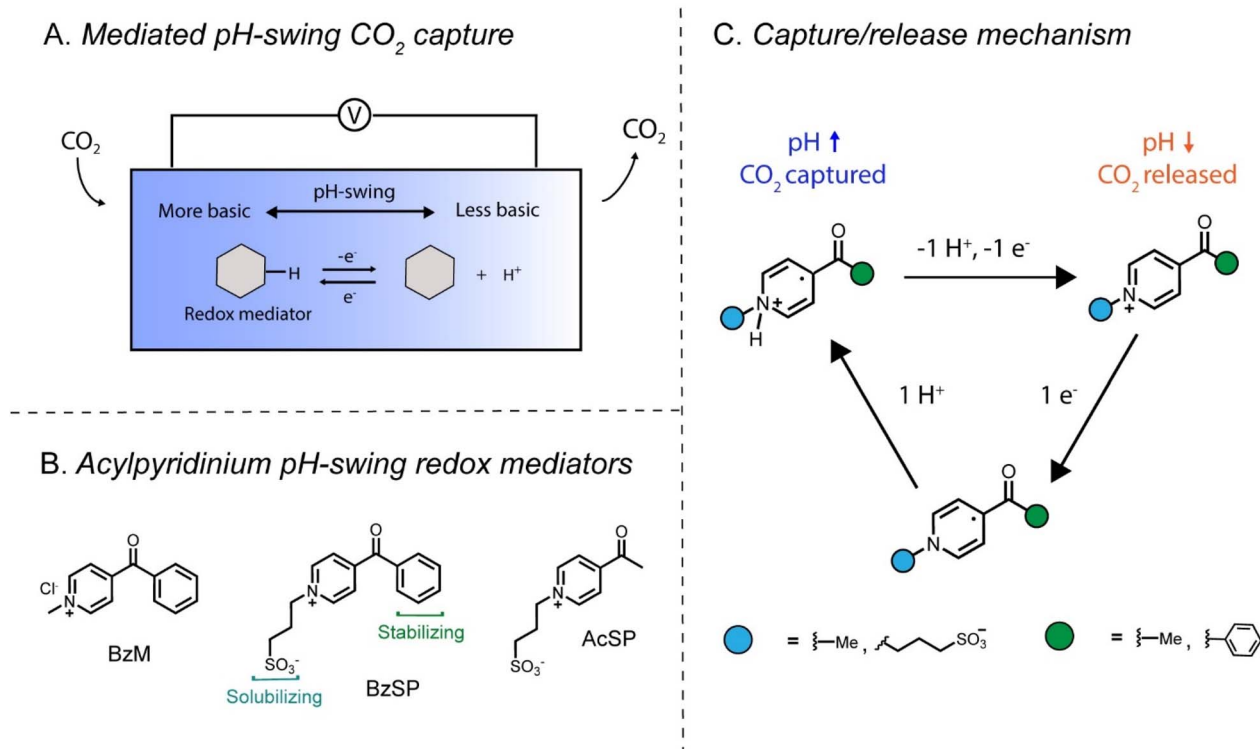 A. Mediated pH-swing CO₂ capture
V
CO₂
CO₂
pH-swing
More basic
Less basic
-e⁻
H
+ H⁺
e⁻
Redox mediator
B. Acylpyridinium pH-swing redox mediators
O
Cl⁻
N
+
BzM
O
N
+
Stabilizing
SO₃⁻
Solubilizing
BzSP
O
N
+
AcSP
SO₃⁻
C. Capture/release mechanism
pH ↑
CO₂ captured
pH ↓
CO₂ released
O
N
+
H
-1 H⁺, -1 e⁻
O
N
+
1 H⁺
1 e⁻
O
N
= Me, SO₃⁻
= Me,